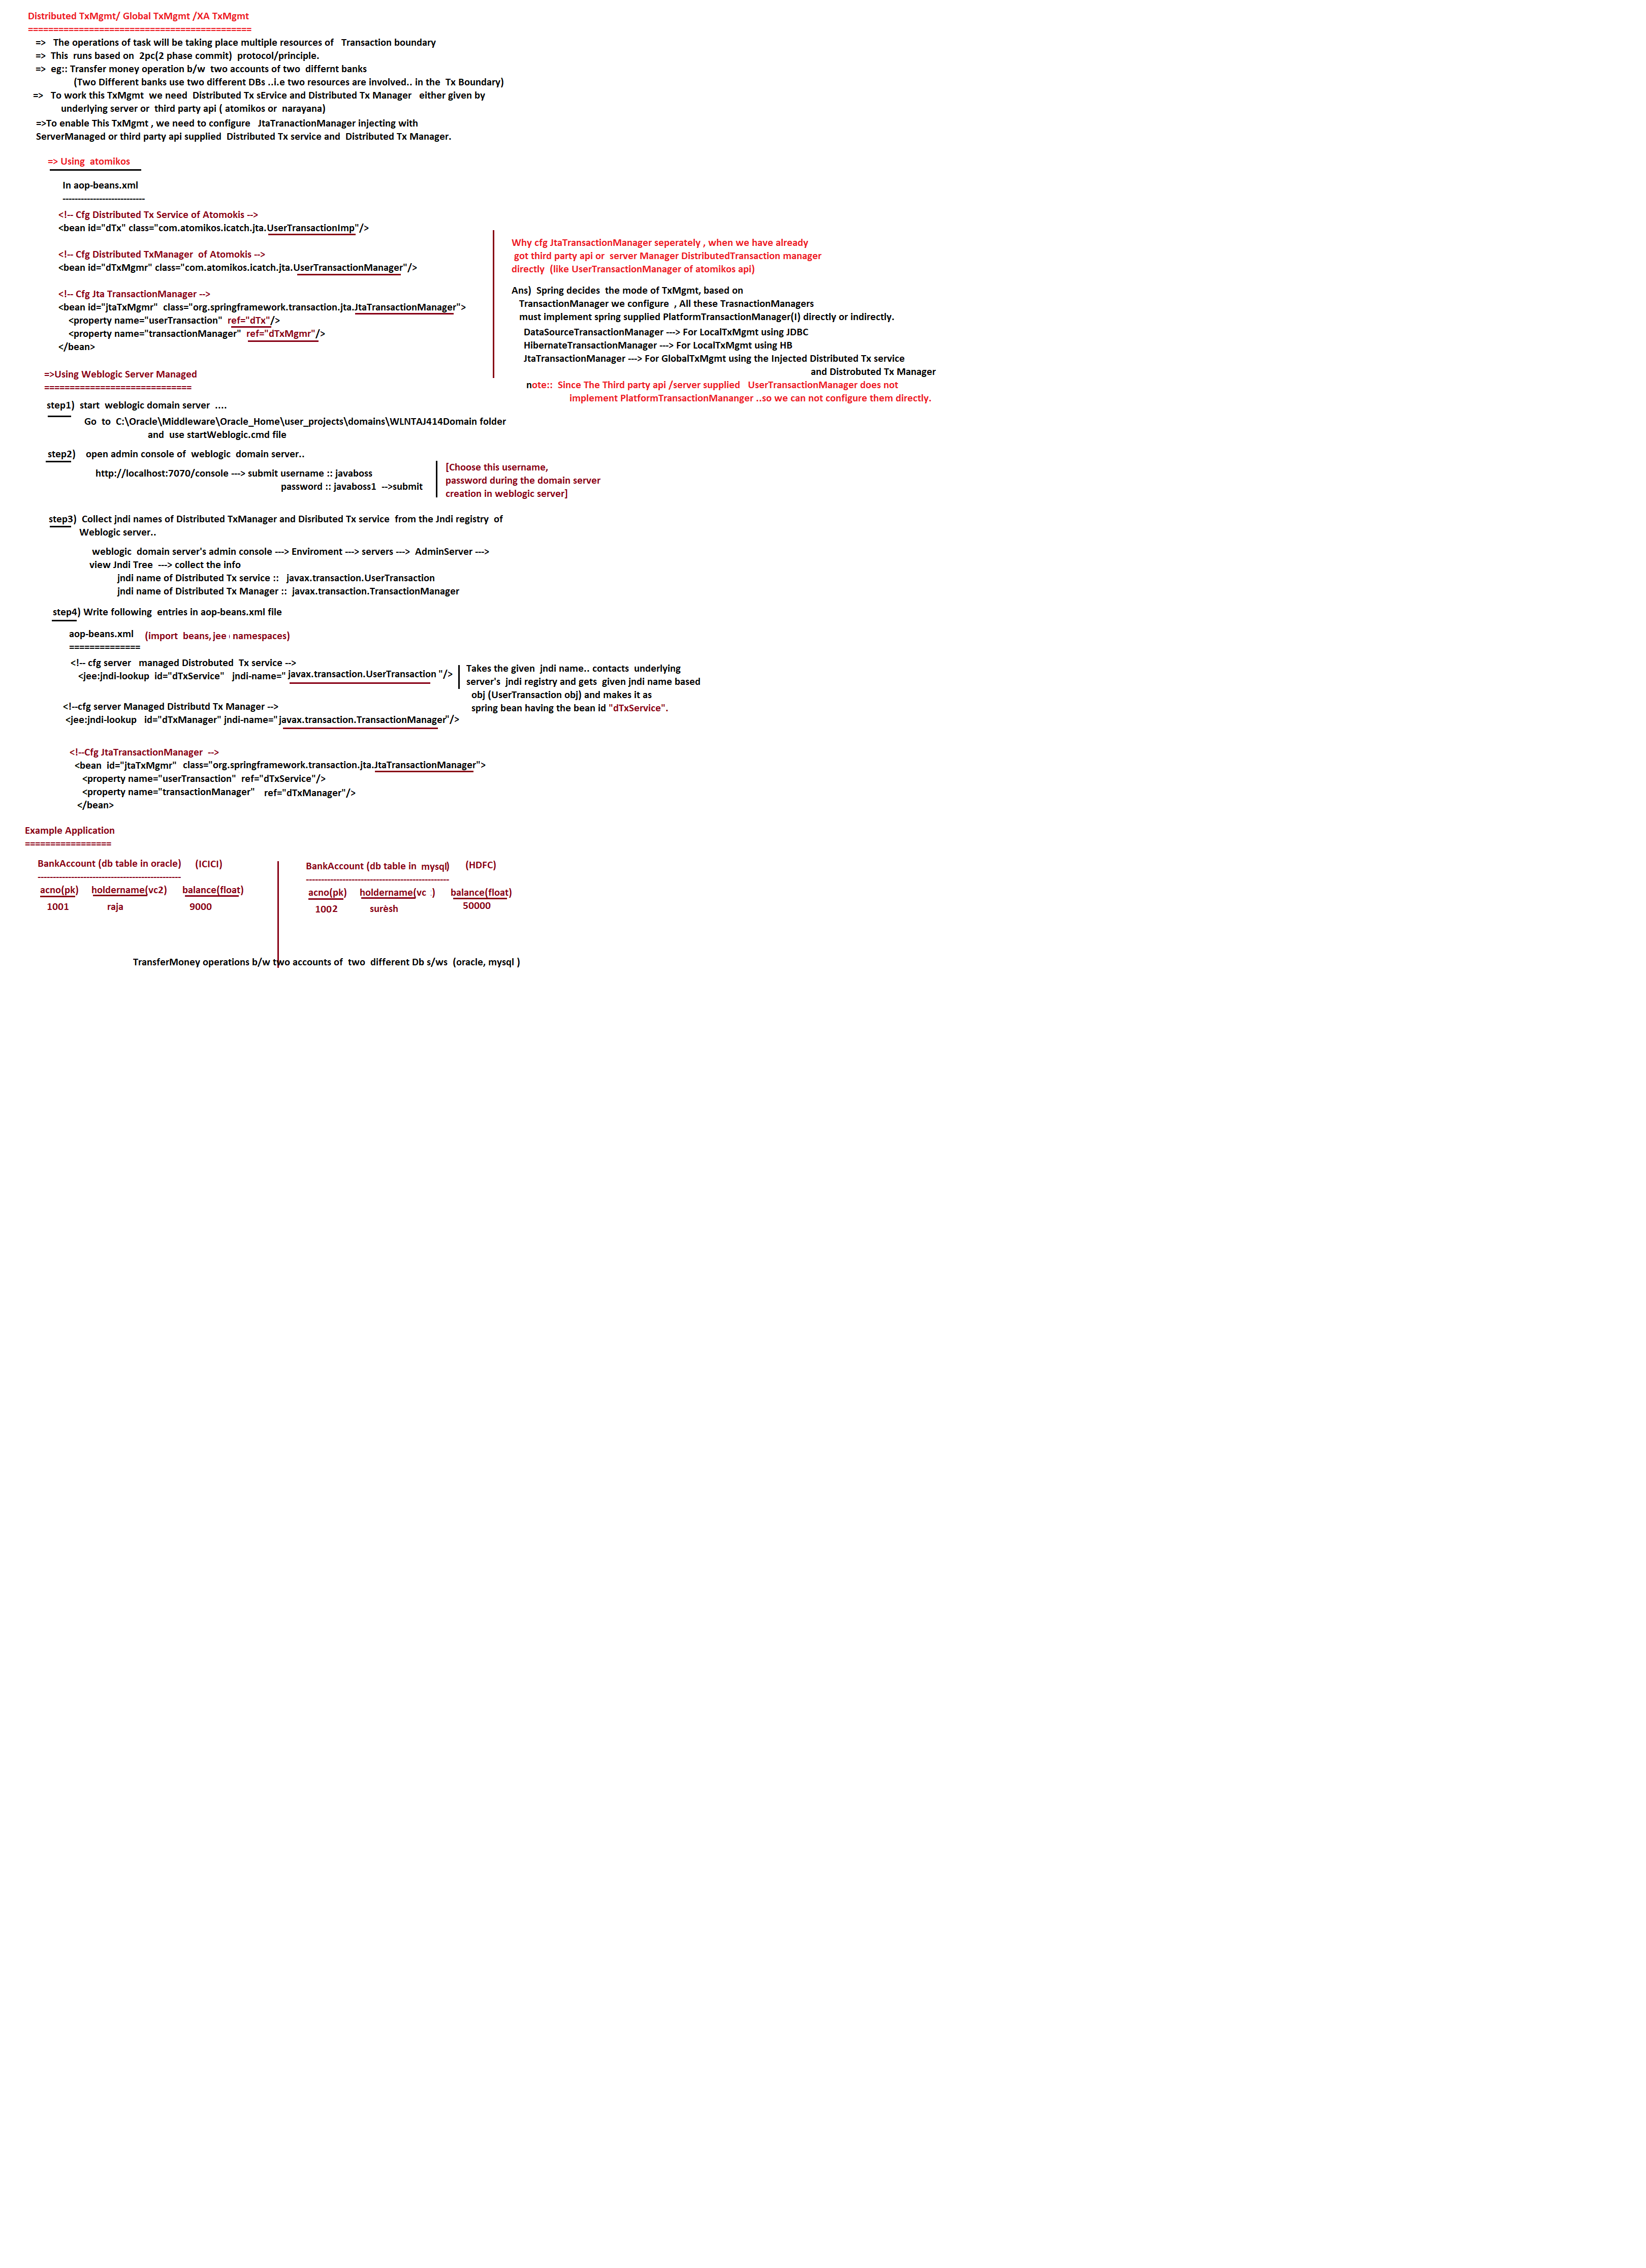 Distributed TxMgmt/ Global TxMgmt /XA TxMgmt
============================================
=> The operations of task will be taking place multiple resources of Transaction boundary
=> This runs based on 2pc(2 phase commit) protocol/principle.
=> eg:: Transfer money operation b/w two accounts of two differnt banks
(Two Different banks use two different DBs ..i.e two resources are involved.. in the Tx Boundary)
=> To work this TxMgmt we need Distributed Tx sErvice and Distributed Tx Manager either given by
underlying server or third party api ( atomikos or narayana)
=>To enable This TxMgmt , we need to configure JtaTranactionManager injecting with
ServerManaged or third party api supplied Distributed Tx service and Distributed Tx Manager.
=> Using atomikos
In aop-beans.xml
---------------------------
<!-- Cfg Distributed Tx Service of Atomokis -->
<bean id="dTx" class="com.atomikos.icatch.jta.UserTransactionImp"/>
<!-- Cfg Distributed TxManager of Atomokis -->
<bean id="dTxMgmr" class="com.atomikos.icatch.jta.UserTransactionManager"/>
<!-- Cfg Jta TransactionManager -->
<bean id="jtaTxMgmr" class="org.springframework.transaction.jta.JtaTransactionManager">
<property name="userTransaction" ref="dTx"/>
<property name="transactionManager" ref="dTxMgmr"/>
</bean>
Why cfg JtaTransactionManager seperately , when we have already
got third party api or server Manager DistributedTransaction manager
directly (like UserTransactionManager of atomikos api)
Ans) Spring decides the mode of TxMgmt, based on
TransactionManager we configure , All these TrasnactionManagers
must implement spring supplied PlatformTransactionManager(I) directly or indirectly.
DataSourceTransactionManager ---> For LocalTxMgmt using JDBC
HibernateTransactionManager ---> For LocalTxMgmt using HB
JtaTransactionManager ---> For GlobalTxMgmt using the Injected Distributed Tx service
and Distrobuted Tx Manager
note:: Since The Third party api /server supplied UserTransactionManager does not
implement PlatformTransactionMananger ..so we can not configure them directly.
=>Using Weblogic Server Managed
=============================
step1) start weblogic domain server ....
Go to C:\Oracle\Middleware\Oracle_Home\user_projects\domains\WLNTAJ414Domain folder
and use startWeblogic.cmd file
step2) open admin console of weblogic domain server..
http://localhost:7070/console ---> submit username :: javaboss
password :: javaboss1 -->submit
[Choose this username,
password during the domain server
creation in weblogic server]
step3) Collect jndi names of Distributed TxManager and Disributed Tx service from the Jndi registry of
Weblogic server..
weblogic domain server's admin console ---> Enviroment ---> servers ---> AdminServer --->
view Jndi Tree ---> collect the info
jndi name of Distributed Tx service :: javax.transaction.UserTransaction
jndi name of Distributed Tx Manager :: javax.transaction.TransactionManager
step4) Write following entries in aop-beans.xml file
aop-beans.xml (import beans,jee namespaces)
==============
<!-- cfg server managed Distrobuted Tx service -->
<jee:jndi-lookup id="dTxService" jndi-name=" javax.transaction.UserTransaction "/>
Takes the given jndi name.. contacts underlying
server's jndi registry and gets given jndi name based
obj (UserTransaction obj) and makes it as
spring bean having the bean id "dTxService".
<!--cfg server Managed Distributd Tx Manager -->
<jee:jndi-lookup id="dTxManager" jndi-name="javax.transaction.TransactionManager"/>
<!--Cfg JtaTransactionManager -->
<bean id="jtaTxMgmr" class="org.springframework.transaction.jta.JtaTransactionManager">
<property name="userTransaction" ref="dTxService"/>
<property name="transactionManager" ref="dTxManager"/>
</bean>
Example Application
=================
BankAccount (db table in oracle) (ICICI)
-----------------------------------------------
acno(pk) holdername(vc2) balance(float)
1001 raja 9000
BankAccount (db table in mysql) (HDFC)
-----------------------------------------------
acno(pk) holdername(vc ) balance(float)
1002 suresh 50000
TransferMoney operations b/w two accounts of two different Db s/ws (oracle, mysql )